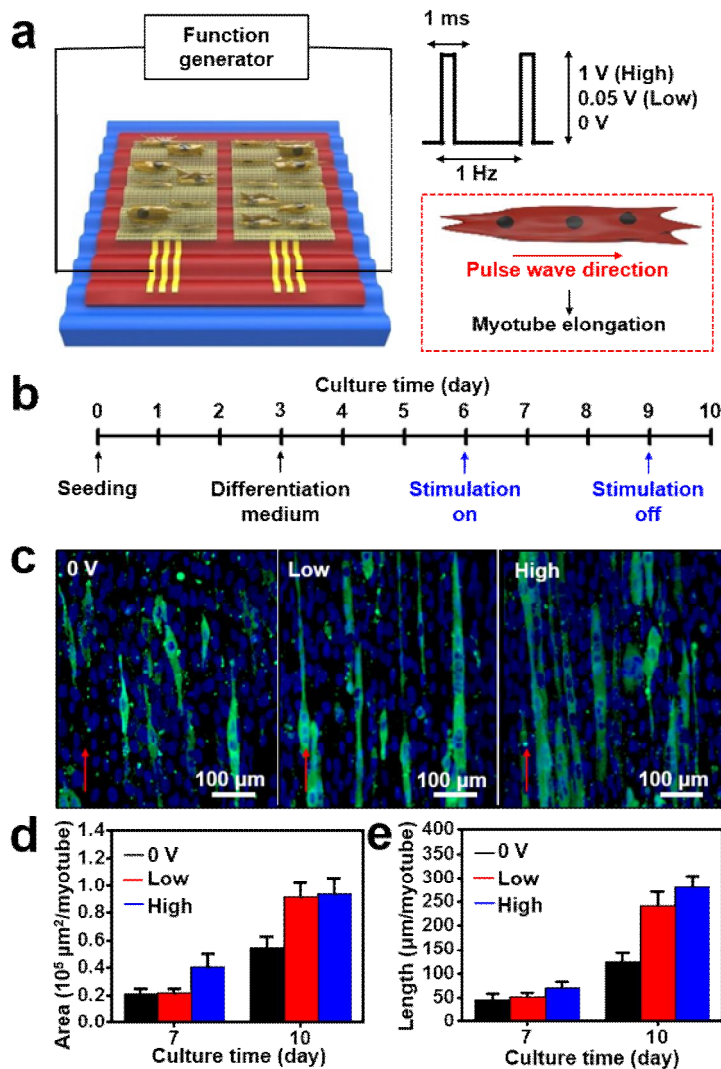 a
Function
generator
1 ms
1 V (High)
0.05 V (Low)
0 V
1 Hz
Pulse wave direction
Myotube elongation
b
Culture time (day)
0 1 2 3 4 5 6 7 8 9 10
Seeding
Differentiation
medium
Stimulation
on
Stimulation
off
c
0 V
Low
High
100 µm
100 µm
100 µm
d
Area (10⁵ µm²/myotube)
1.4
1.2
1.0
0.8
0.6
0.4
0.2
0.0
0 V
Low
High
7 10
Culture time (day)
e
Length (µm/myotube)
400
350
300
250
200
150
100
50
0
0 V
Low
High
7 10
Culture time (day)